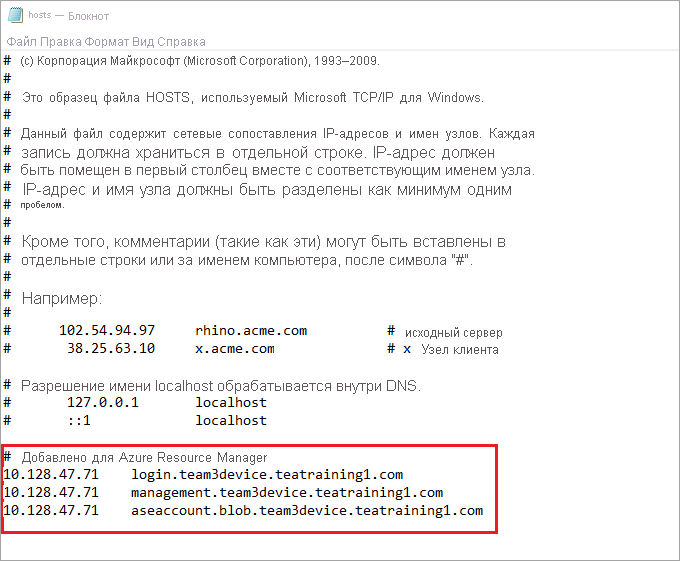 hosts — Блокнот
Файл Правка Формат Вид Справка
# (с) Корпорация Майкрософт (Microsoft Corporation), 1993–2009.
#
# Это образец файла HOSTS, используемый Microsoft TCP/IP для Windows.
#
# Данный файл содержит сетевые сопоставления IP-адресов и имен узлов. Каждая
# запись должна храниться в отдельной строке. IP-адрес должен
# быть помещен в первый столбец вместе с соответствующим именем узла.
# IP-адрес и имя узла должны быть разделены как минимум одним
# пробелом.
#
# Кроме того, комментарии (такие как эти) могут быть вставлены в
# отдельные строки или за именем компьютера, после символа "#".
#
# Например:
#
# 102.54.94.97 rhino.acme.com # исходный сервер
# 38.25.63.10 x.acme.com # x Узел клиента
# Разрешение имени localhost обрабатывается внутри DNS.
# 127.0.0.1 localhost
# ::1 localhost
# Добавлено для Azure Resource Manager
10.128.47.71 login.team3device.teatraining1.com
10.128.47.71 management.team3device.teatraining1.com
10.128.47.71 aseaccount.blob.team3device.teatraining1.com